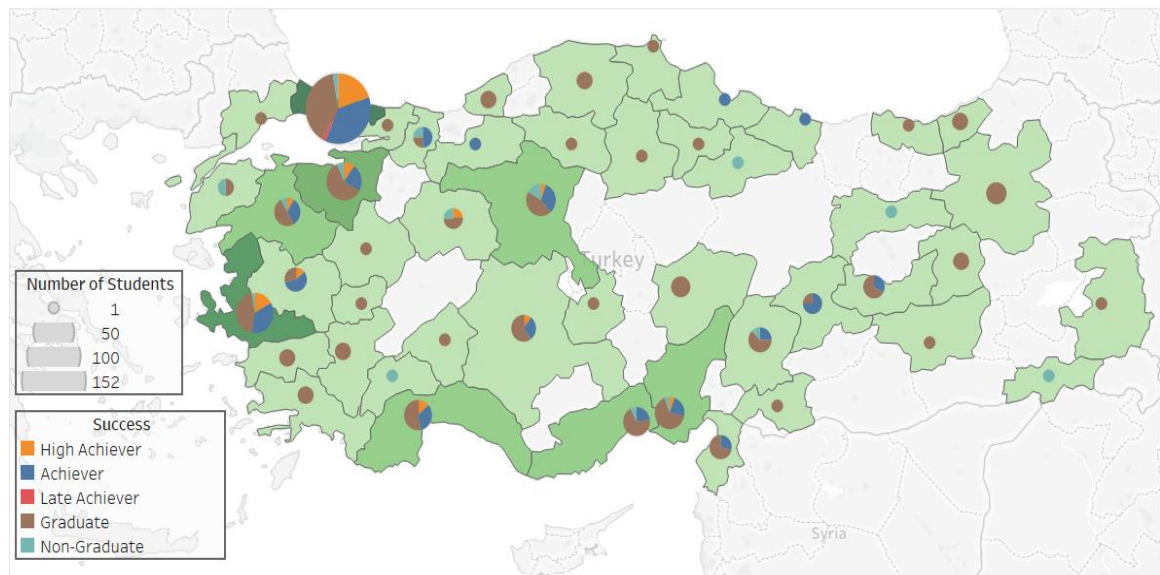 Turkey
Number of Students
1
50
100
152
Success
High Achiever
Achiever
Late Achiever
Graduate
Non-Graduate
Syria